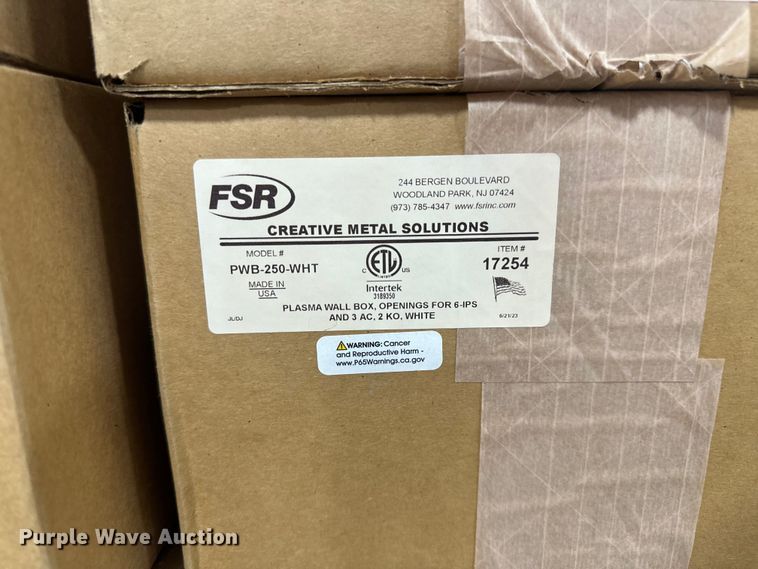 FSR
244 BERGEN BOULEVARD
WOODLAND PARK, NJ 07424
(973) 785-4347 www.fsrinc.com
CREATIVE METAL SOLUTIONS
MODEL #
PWB-250-WHT
MADE IN
USA
C ETL US
Intertek
3189350
ITEM #
17254
PLASMA WALL BOX, OPENINGS FOR 6-IPS
AND 3 AC, 2 KO, WHITE
JL/DJ
6/21/23
WARNING: Cancer
and Reproductive Harm -
www.P65Warnings.ca.gov
Purple Wave Auction